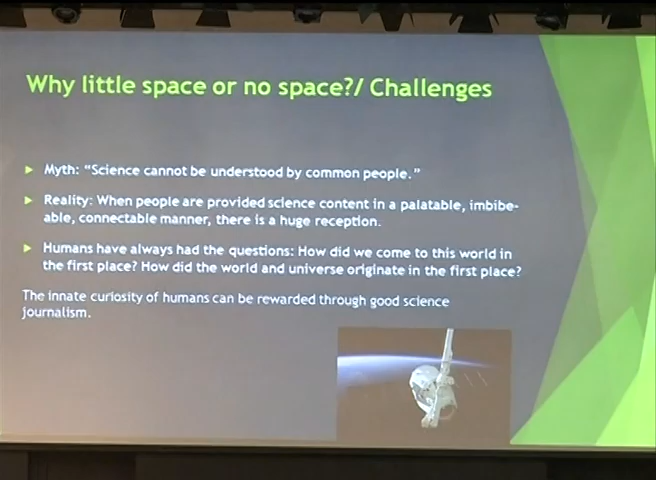 Why little space or no space?/ Challenges
Myth: "Science cannot be understood by common people."
Reality: When people are provided science content in a palatable, imbibe-
able, connectable manner, there is a huge reception.
Humans have always had the questions: How did we come to this world in
the first place? How did the world and universe originate in the first place?
The innate curiosity of humans can be rewarded through good science
journalism.